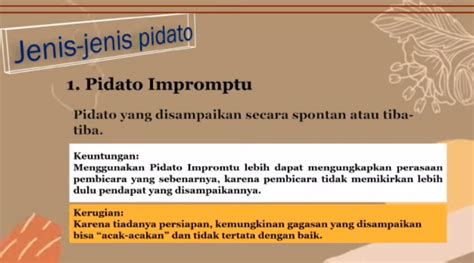 Jenis-jenis pidato
1. Pidato Impromptu
Pidato yang disampaikan secara spontan atau tiba-
tiba.
Keuntungan:
Menggunakan Pidato Impromtu lebih dapat mengungkapkan perasaan
pembicara yang sebenarnya, karena pembicara tidak memikirkan lebih
dulu pendapat yang disampaikannya.
Kerugian:
Karena tiadanya persiapan, kemungkinan gagasan yang disampaikan
bisa “acak-acakan” dan tidak tertata dengan baik.